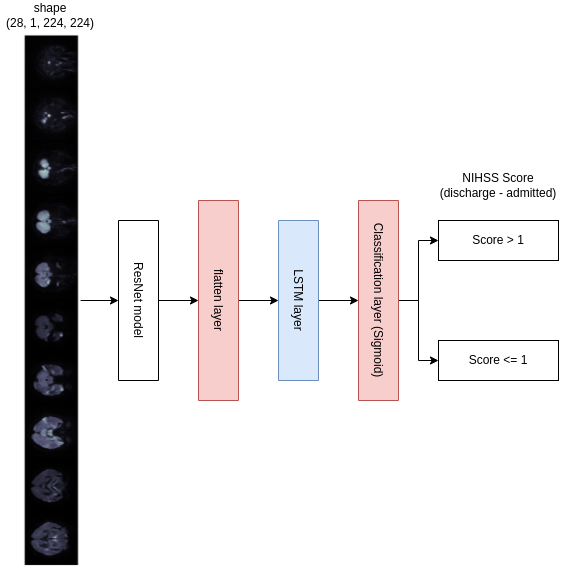 shape
(28, 1, 224, 224)
ResNet model
flatten layer
LSTM layer
Classification layer (Sigmoid)
NIHSS Score
(discharge - admitted)
Score > 1
Score <= 1